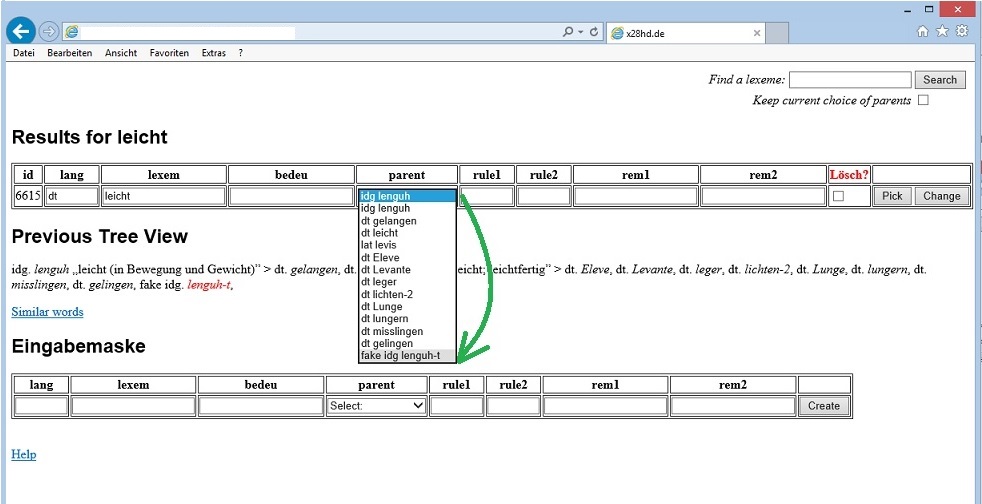 x28hd.de
Datei Bearbeiten Ansicht Favoriten Extras ?
Find a lexeme: Search
Keep current choice of parents
Results for leicht
id lang lexem bedeu parent rule1 rule2 rem1 rem2 Lösch?
6615 dt leicht idg lenguh Pick Change
idg lenguh
dt gelangen
dt leicht
lat levis
dt Eleve
dt Levante
dt leger
dt lichten-2
dt Lunge
dt lungern
dt misslingen
dt gelingen
fake idg lenguh-t
Previous Tree View
idg. lenguh „leicht (in Bewegung und Gewicht)” > dt. gelangen, dt. eicht; leichtfertig” > dt. Eleve, dt. Levante, dt. leger, dt. lichten-2, dt. Lunge, dt. lungern, dt.
misslingen, dt. gelingen, fake idg. lenguh-t,
Similar words
Eingabemaske
lang lexem bedeu parent rule1 rule2 rem1 rem2
Select: Create
Help